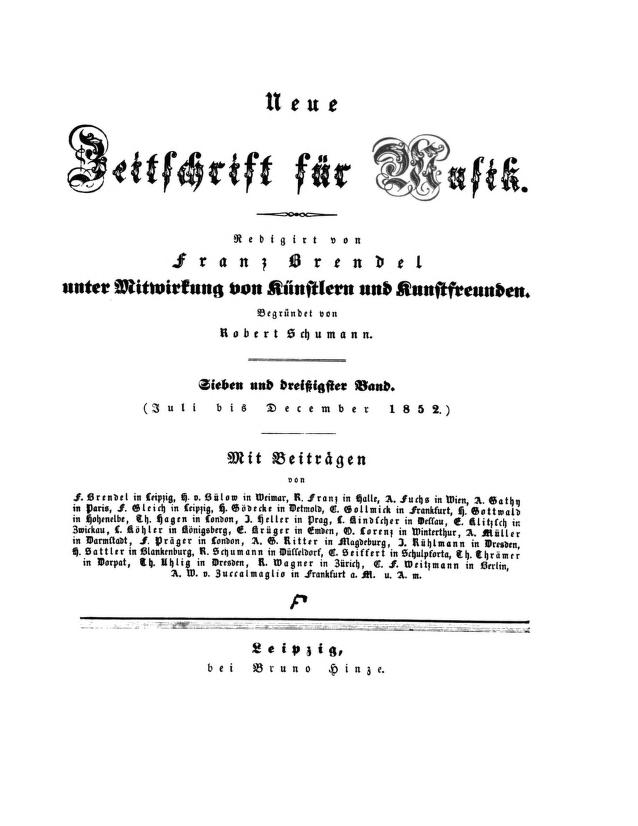 Neue
Zeitschrift für Musik.
Redigirt von
Franz Brendel
unter Mitwirkung von Künstlern und Kunstfreunden.
Begründet von
Robert Schumann.
Sieben und dreißigster Band.
(Juli bis December 1852.)
Mit Beiträgen
von
F. Brendel in Leipzig, H. v. Bülow in Weimar, R. Franz in Halle, A. Fuchs in Wien, A. Gathy
in Paris, F. Gleich in Leipzig, H. Gödecke in Detmold, C. Gollmick in Frankfurt, H. Gottwald
in Hohenelbe, Th. Hagen in London, J. Heller in Prag, L. Kindscher in Dessau, E. Klitzsch in
Zwickau, L. Köhler in Königsberg, E. Krüger in Emden, O. Lorenz in Winterthur, A. Müller
in Darmstadt, F. Präger in London, A. G. Ritter in Magdeburg, J. Rühlmann in Dresden,
H. Sattler in Blankenburg, R. Schumann in Düsseldorf, C. Seiffert in Schulpforta, Th. Thrämer
in Dorpat, Th. Uhlig in Dresden, R. Wagner in Zürich, C. F. Weitzmann in Berlin,
A. W. v. Zuccalmaglio in Frankfurt a. M. u. A. m.
F
Leipzig,
bei Bruno Hinze.